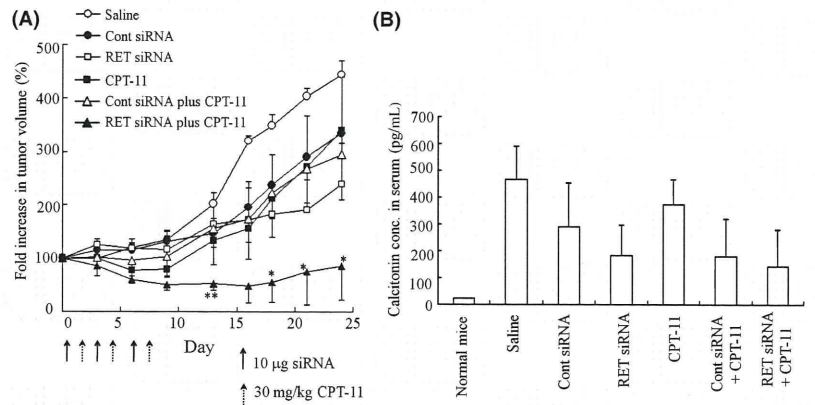 (A)
Saline
Cont siRNA
RET siRNA
CPT-11
Cont siRNA plus CPT-11
RET siRNA plus CPT-11
Fold increase in tumor volume (%)
500
400
300
200
100
0
**
*
*
*
0
5
10
15
20
25
Day
10 µg siRNA
30 mg/kg CPT-11
(B)
Calcitonin conc. in serum (pg/mL)
700
600
500
400
300
200
100
0
Normal mice
Saline
Cont siRNA
RET siRNA
CPT-11
Cont siRNA
+ CPT-11
RET siRNA
+ CPT-11